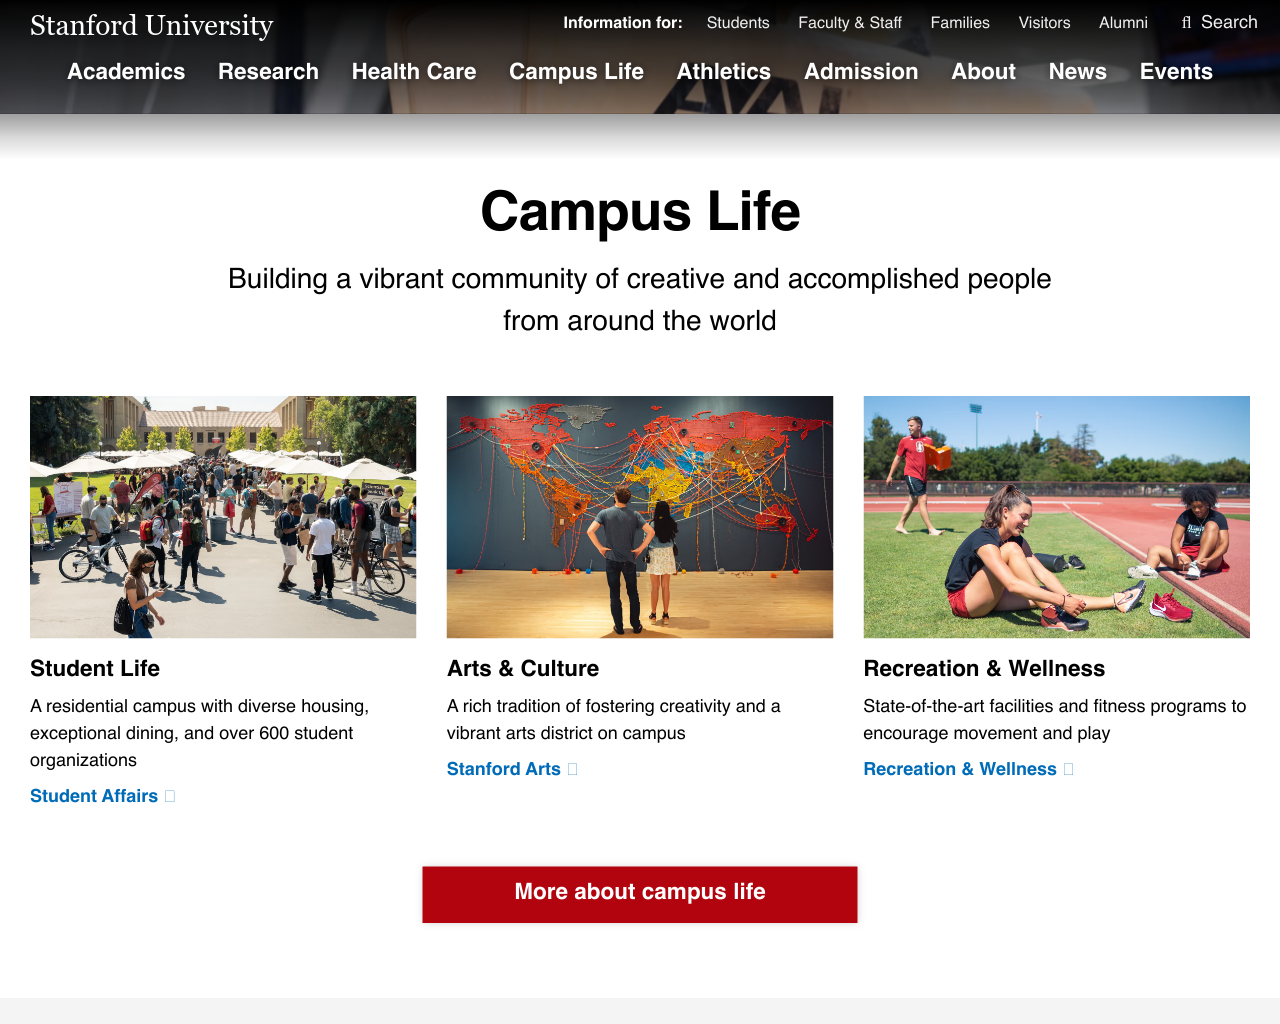 Stanford University
Information for: Students Faculty & Staff Families Visitors Alumni Search
Academics Research Health Care Campus Life Athletics Admission About News Events
Campus Life
Building a vibrant community of creative and accomplished people
from around the world
Student Life
A residential campus with diverse housing,
exceptional dining, and over 600 student
organizations
Student Affairs
Arts & Culture
A rich tradition of fostering creativity and a
vibrant arts district on campus
Stanford Arts
Recreation & Wellness
State-of-the-art facilities and fitness programs to
encourage movement and play
Recreation & Wellness
More about campus life